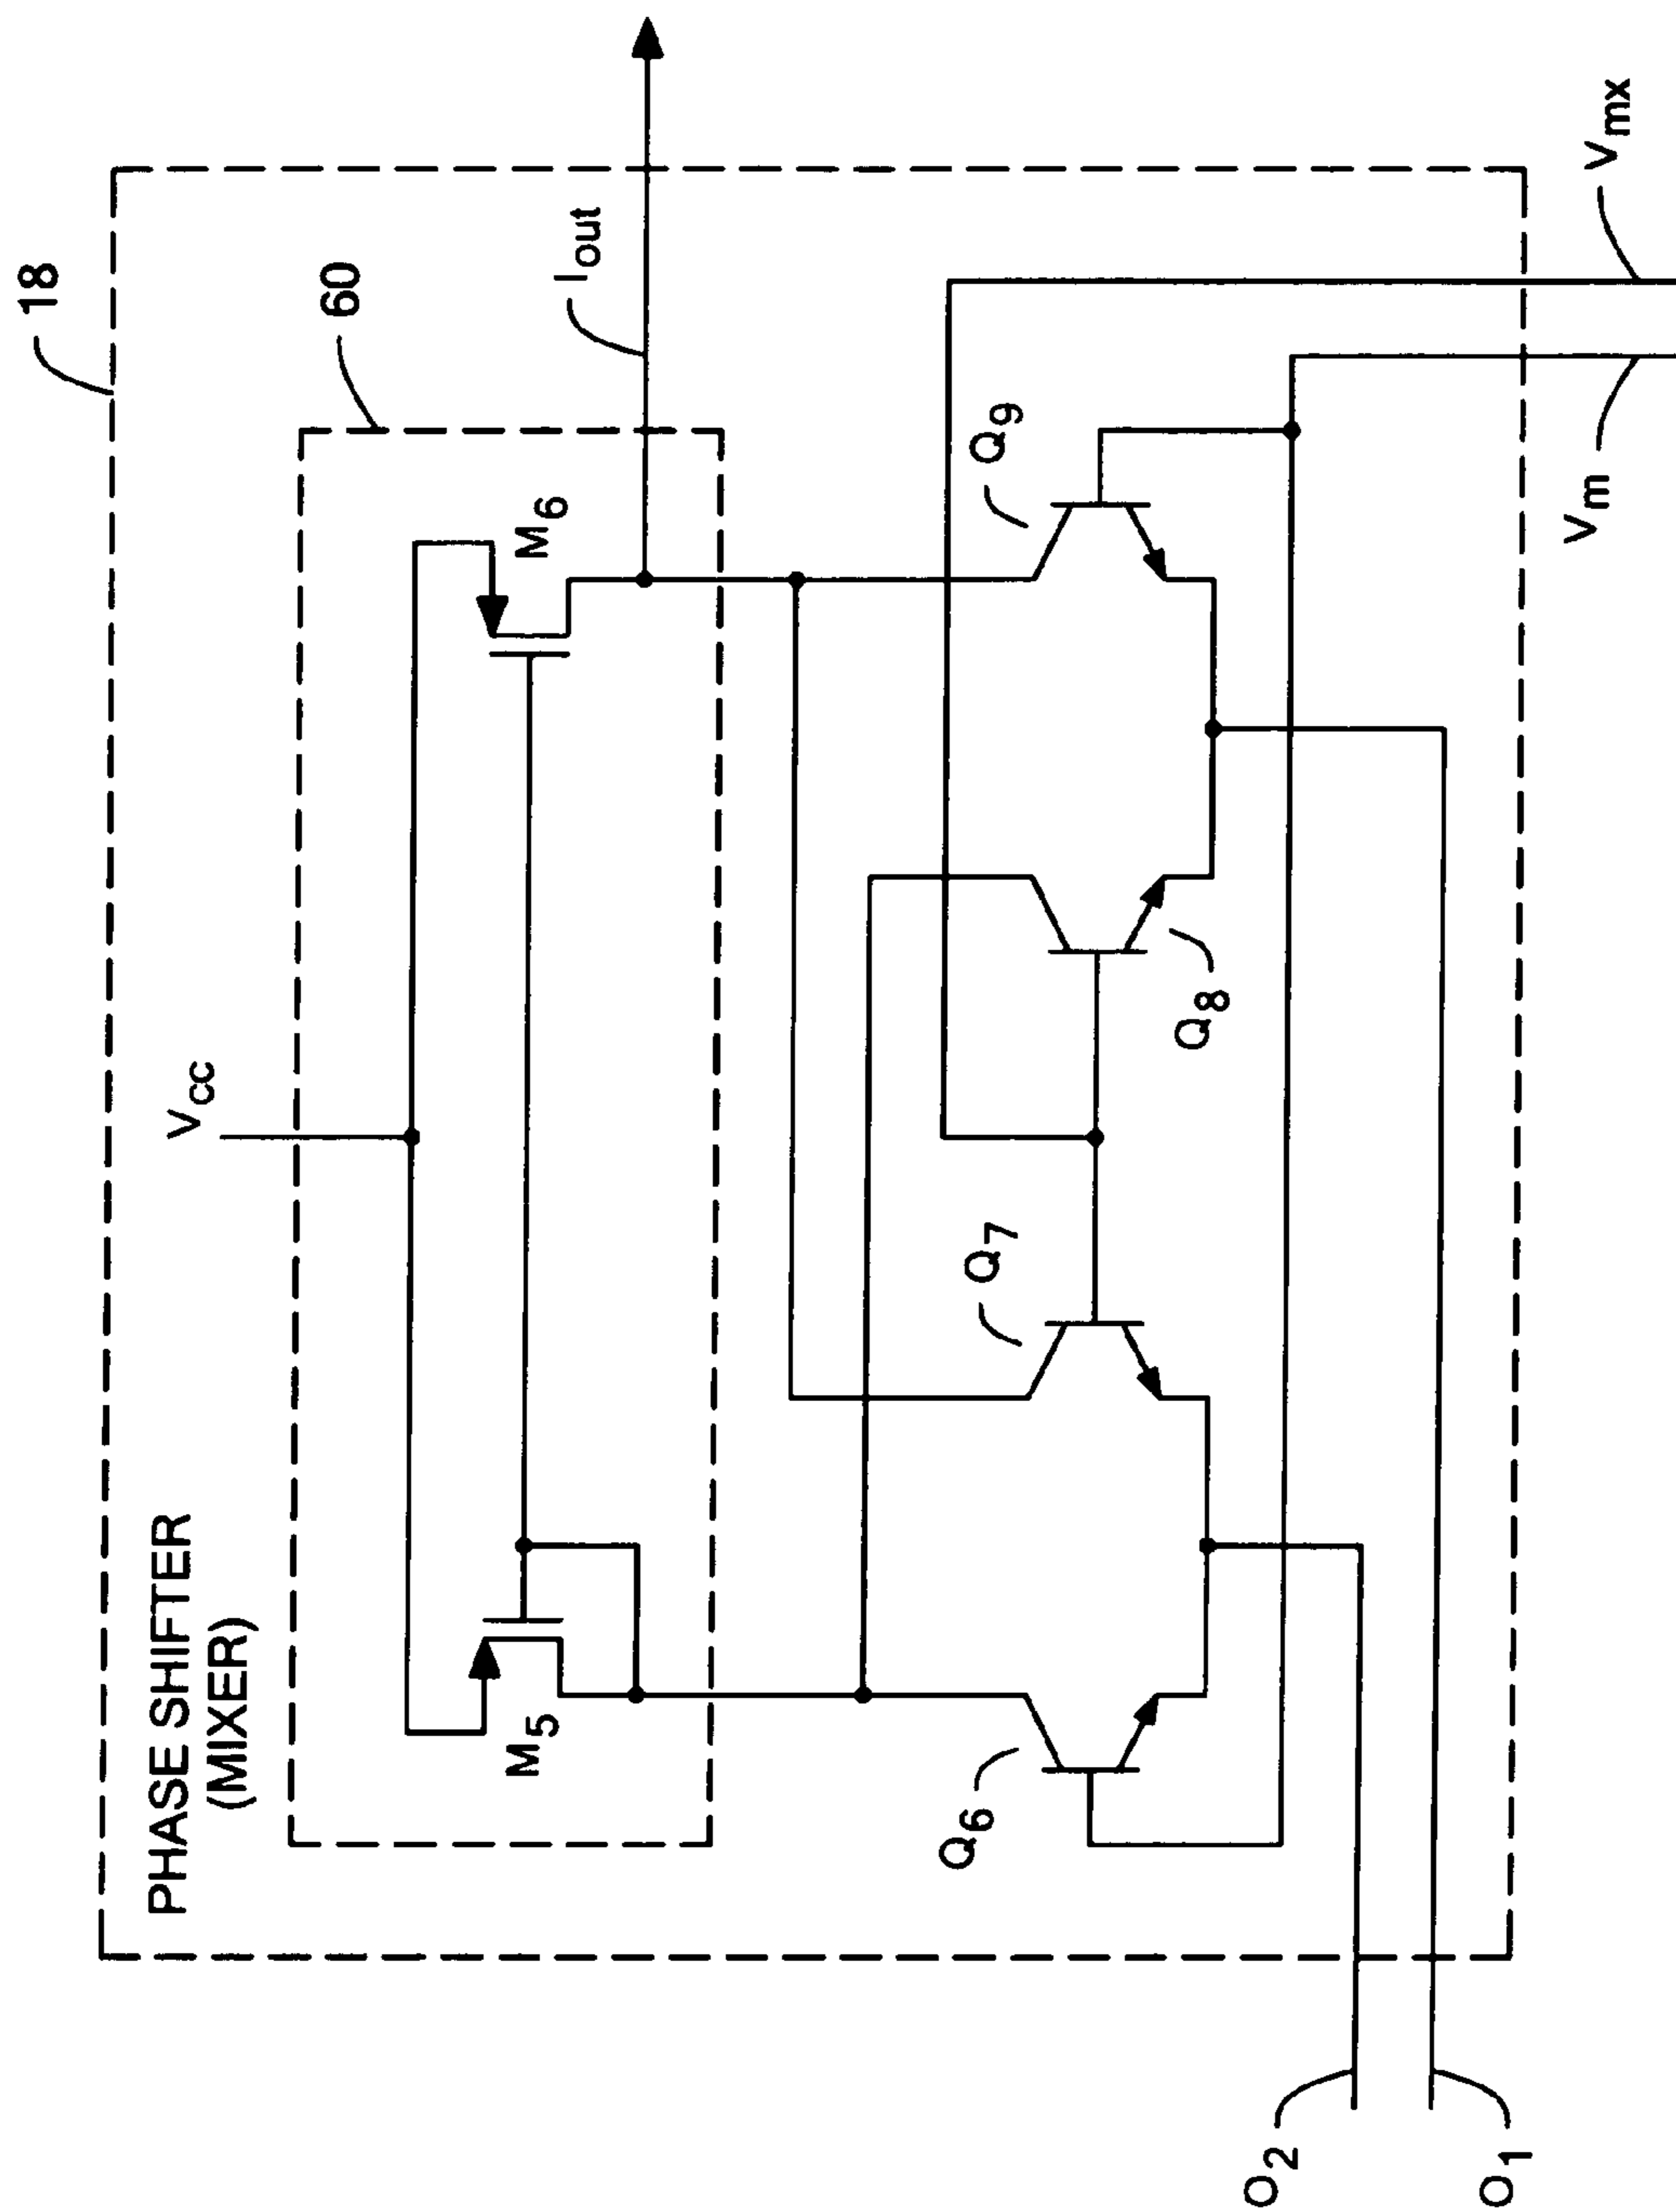 18
PHASE SHIFTER
(MIXER)
Vcc
60
M5
M6
Iout
Q6
Q7
Q8
Q9
O2
O1
Vm
Vmx